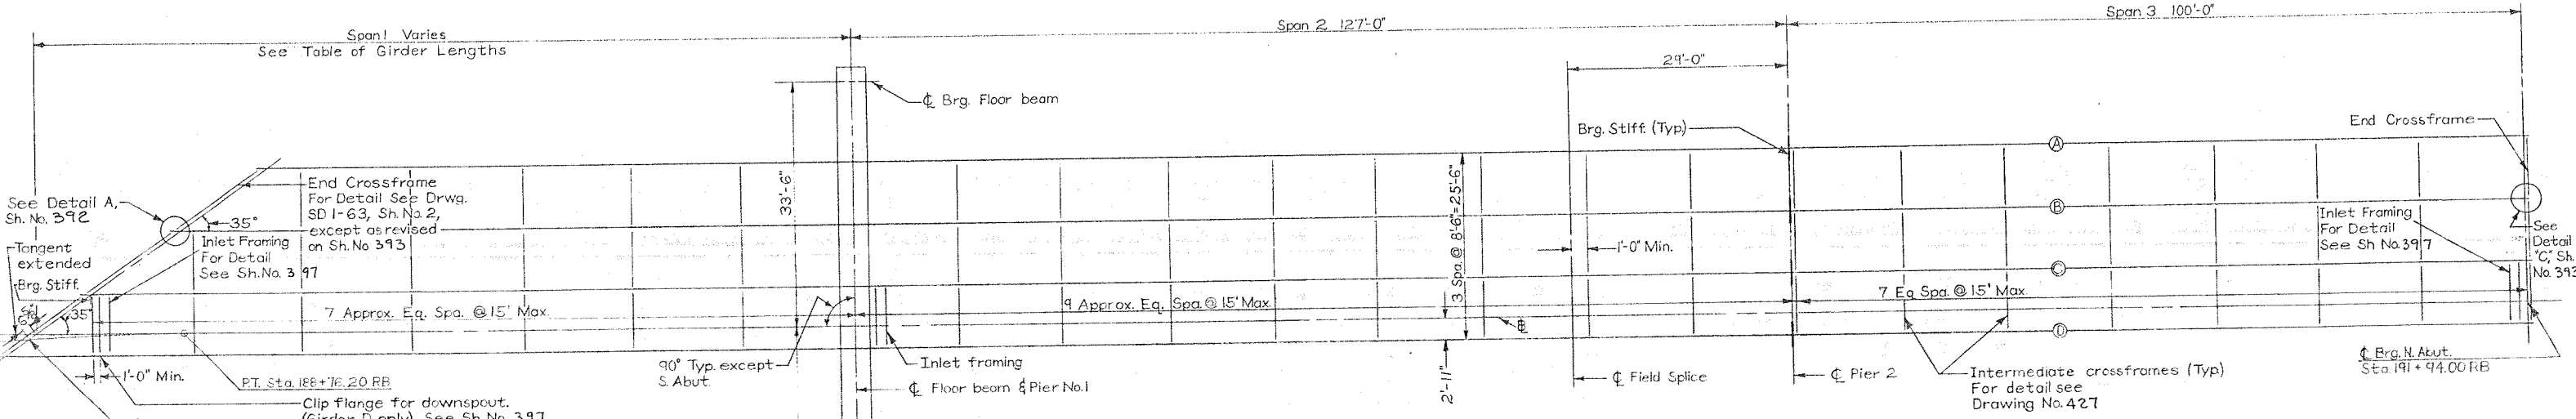 Span 1 Varies
See Table of Girder Lengths
Span 2 127'-0"
Span 3 100'-0"
29'-0"
℄ Brg. Floor beam
Brg. Stiff. (Typ.)
End Crossframe
A
B
C
D
See Detail A,
Sh. No. 392
35°
End Crossframe
For Detail See Drwg.
SD 1-63, Sh. No. 2,
except as revised
on Sh. No. 393
33'-6"
3 Spa. @ 8'-6" = 25'-6"
1'-0" Min.
Inlet Framing
For Detail
See Sh No. 397
See
Detail
"C", Sh.
No. 393
Tangent
extended
Brg. Stiff.
Inlet Framing
For Detail
See Sh. No. 397
35°
7 Approx. Eq. Spa. @ 15' Max.
9 Approx. Eq. Spa. @ 15' Max.
7 Eq Spa. @ 15' Max.
1'-0" Min.
P.T. Sta. 188+76.20 RB
90° Typ. except
S. Abut.
Inlet framing
℄ Floor beam & Pier No. 1
2'-11"
℄ Field Splice
℄ Pier 2
Intermediate crossframes (Typ.)
For detail see
Drawing No. 427
℄ Brg. N. Abut.
Sta. 191 + 94.00 RB
Clip flange for downspout.
(Girder D only) See Sh. No. 397